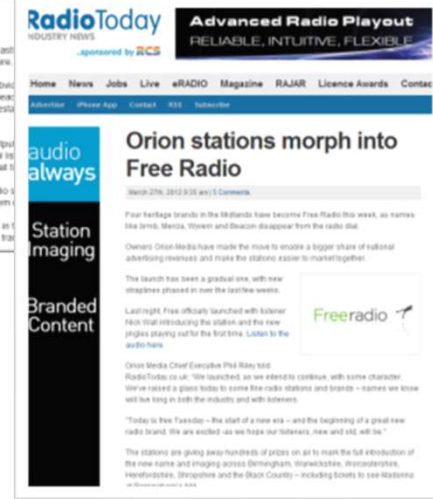 RadioToday
INDUSTRY NEWS
..sponsored by RCS
Advanced Radio Playout
RELIABLE, INTUITIVE, FLEXIBLE
Home News Jobs Live eRADIO Magazine RAJAR Licence Awards Contac
Advertise iPhone App Contact RSS Subscribe
audio
always
Station
Imaging
Branded
Content
Orion stations morph into
Free Radio
March 27th, 2012 9:35 am | 5 Comments
Four heritage brands in the Midlands have become Free Radio this week, as names
like brmb, Mercia, Wyvern and Beacon disappear from the radio dial.
Owners Orion Media have made the move to enable a bigger share of national
advertising revenues and make the stations easier to market together.
The launch has been a gradual one, with new
straplines phased in over the last few weeks.
Last night, Free officially launched with listener
Nick Wall introducing the station and the new
jingles playing out for the first time. Listen to the
audio here.
Freeradio
Orion Media Chief Executive Phil Riley told
RadioToday.co.uk: "We launched, as we intend to continue, with some character.
We've raised a glass today to some fine radio stations and brands – names we know
will live long in both the industry and with listeners.
"Today is free Tuesday – the start of a new era – and the beginning of a great new
radio brand. We are excited -as we hope our listeners, new and old, will be."
The stations are giving away hundreds of prizes on air to mark the full introduction of
the new name and imaging across Birmingham, Warwickshire, Worcestershire,
Herefordshire, Shropshire and the Black Country – including tickets to see Madonna